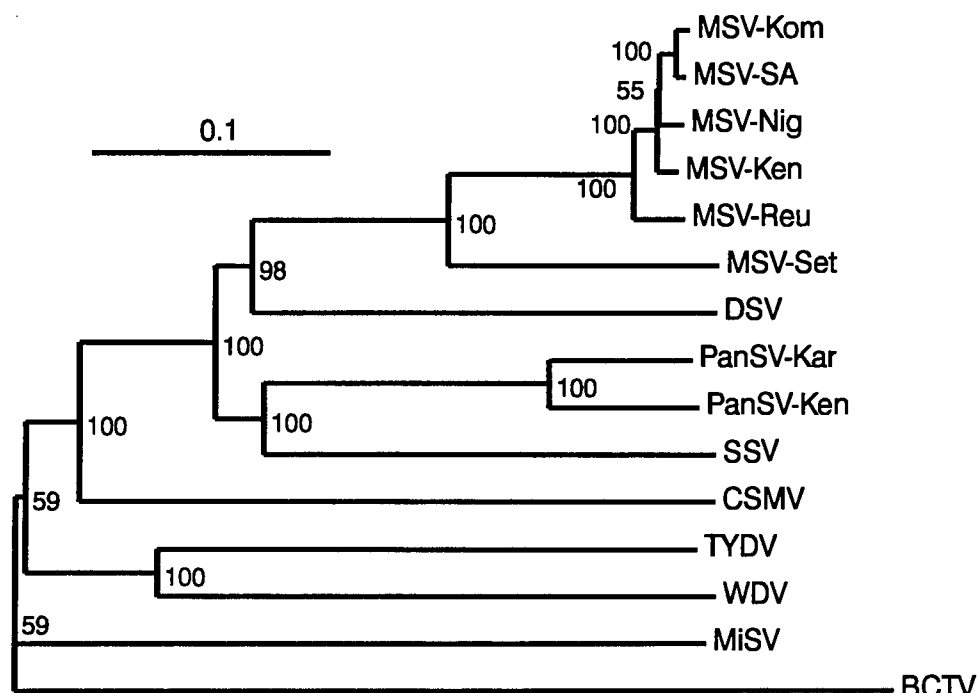 MSV-Kom
100
MSV-SA
55
MSV-Nig
100
0.1
MSV-Ken
100
MSV-Reu
100
MSV-Set
98
DSV
100
PanSV-Kar
100
PanSV-Ken
100
100
SSV
59
CSMV
TYDV
100
WDV
59
MiSV
BCTV